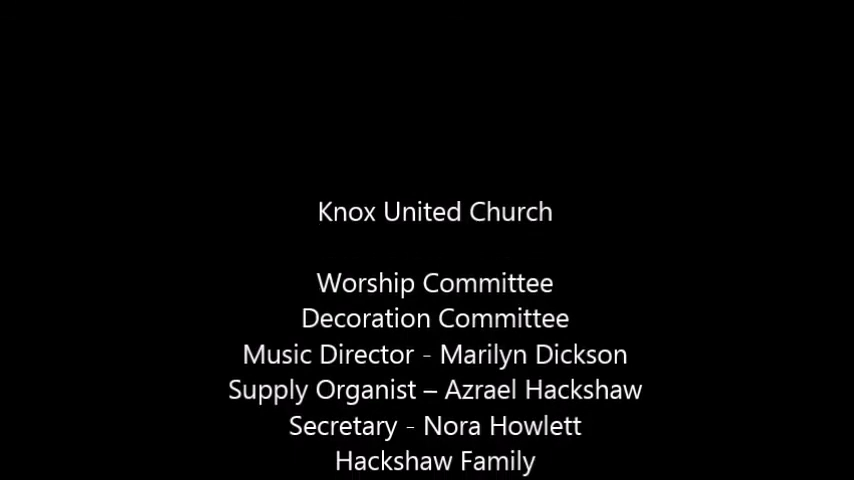 Knox United Church
Worship Committee
Decoration Committee
Music Director - Marilyn Dickson
Supply Organist – Azrael Hackshaw
Secretary - Nora Howlett
Hackshaw Family